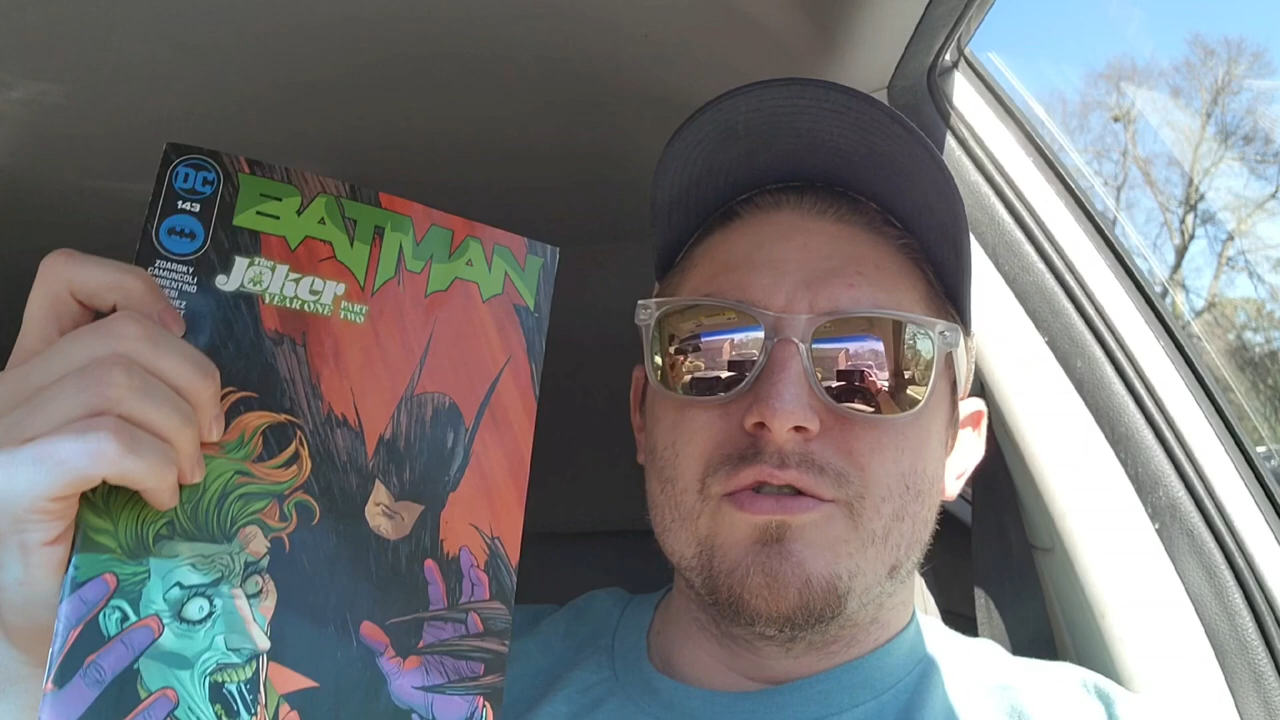 DC
143
BATMAN
ZDARSKY
CAMUNCOLI
The
Joker
YEAR ONE PART
TWO